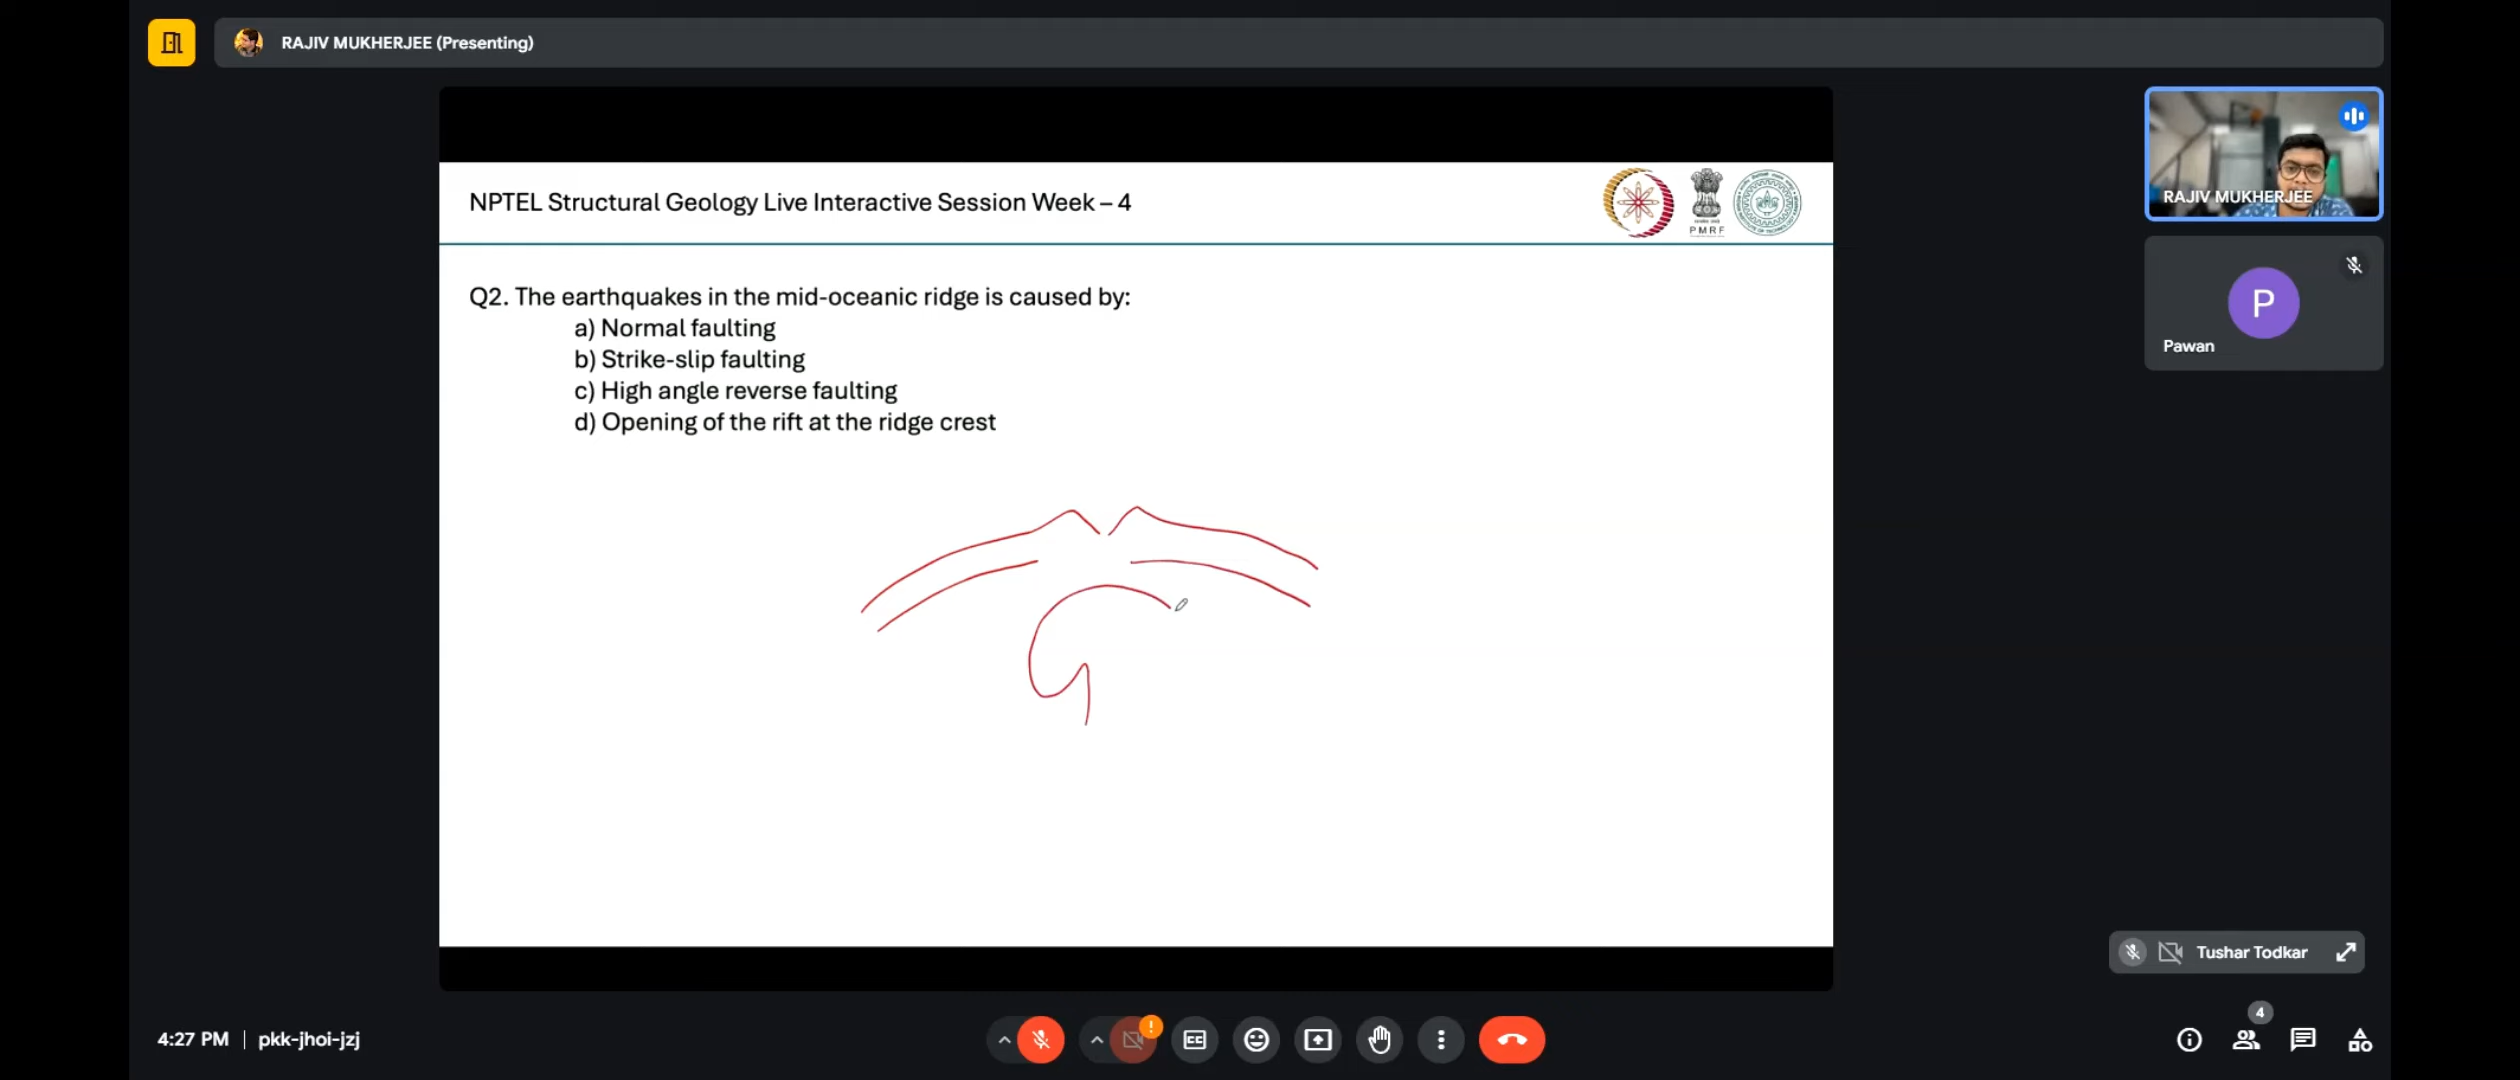 RAJIV MUKHERJEE (Presenting)
NPTEL Structural Geology Live Interactive Session Week – 4
PMRF
Q2. The earthquakes in the mid-oceanic ridge is caused by:
a) Normal faulting
b) Strike-slip faulting
c) High angle reverse faulting
d) Opening of the rift at the ridge crest
RAJIV MUKHERJEE
P
Pawan
Tushar Todkar
4:27 PM | pkk-jhoi-jzj
!
CC
4